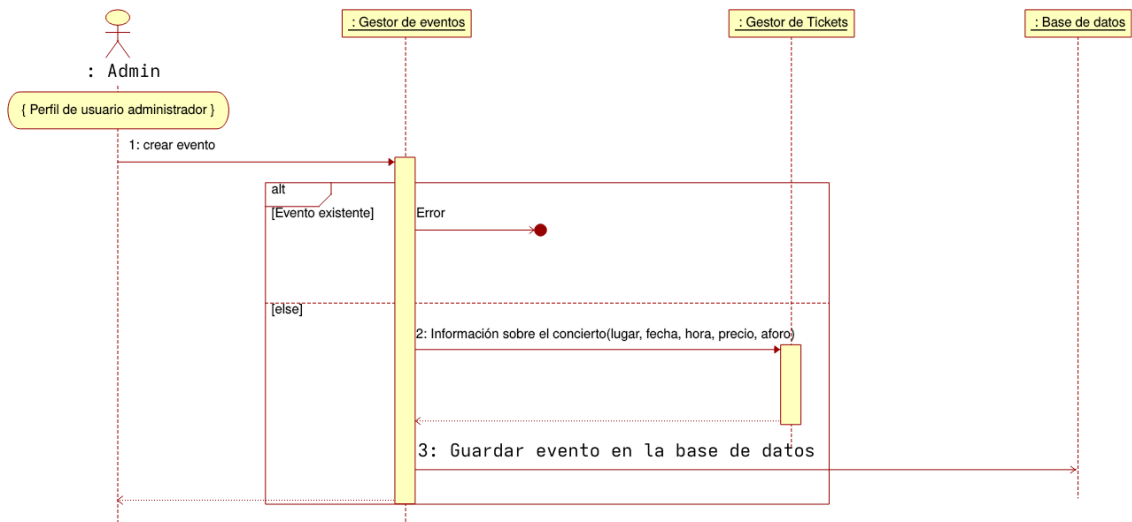 : Gestor de eventos
: Gestor de Tickets
: Base de datos
: Admin
{ Perfil de usuario administrador }
1: crear evento
alt
[Evento existente]
Error
[else]
2: Información sobre el concierto(lugar, fecha, hora, precio, aforo)
3: Guardar evento en la base de datos